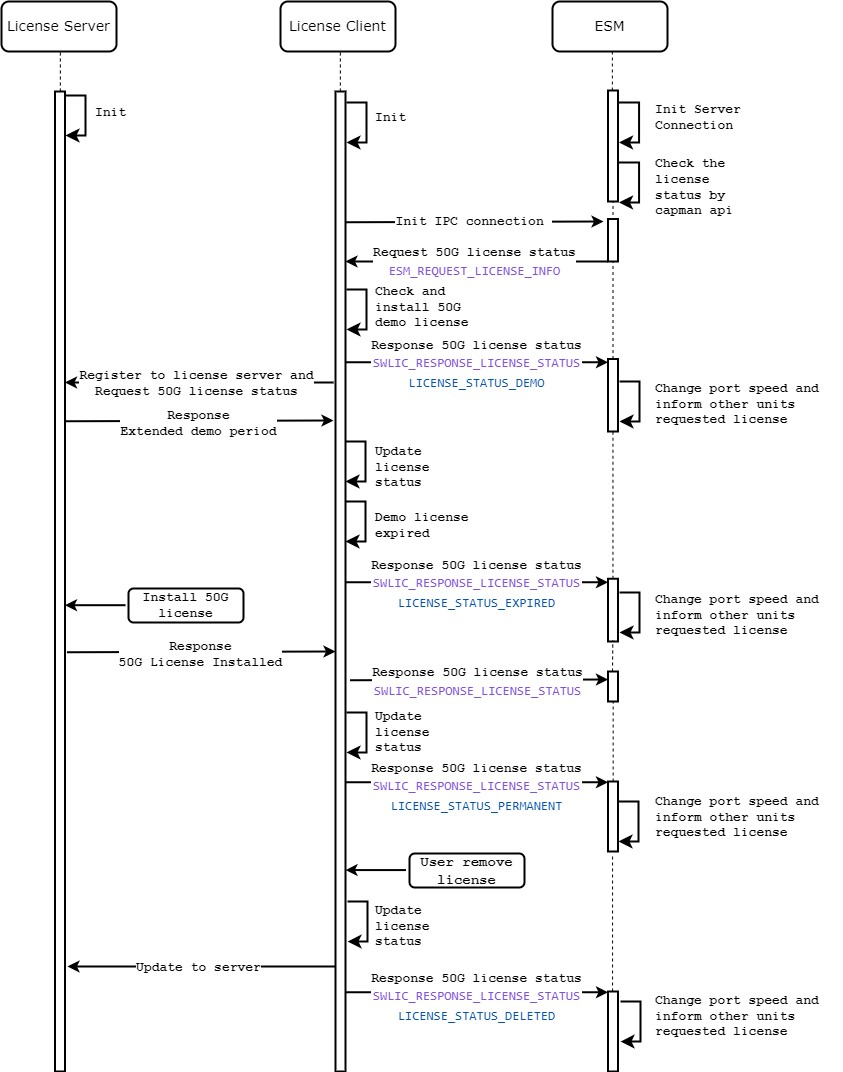 License Server
License Client
ESM
Init
Init
Init Server
Connection
Check the
license
status by
capman api
Init IPC connection
Request 50G license status
ESM_REQUEST_LICENSE_INFO
Check and
install 50G
demo license
Response 50G license status
SWLIC_RESPONSE_LICENSE_STATUS
LICENSE_STATUS_DEMO
Register to license server and
Request 50G license status
Change port speed and
inform other units
requested license
Response
Extended demo period
Update
license
status
Demo license
expired
Response 50G license status
SWLIC_RESPONSE_LICENSE_STATUS
LICENSE_STATUS_EXPIRED
Install 50G
license
Change port speed and
inform other units
requested license
Response
50G License Installed
Response 50G license status
SWLIC_RESPONSE_LICENSE_STATUS
Update
license
status
Response 50G license status
SWLIC_RESPONSE_LICENSE_STATUS
LICENSE_STATUS_PERMANENT
Change port speed and
inform other units
requested license
User remove
license
Update
license
status
Update to server
Response 50G license status
SWLIC_RESPONSE_LICENSE_STATUS
LICENSE_STATUS_DELETED
Change port speed and
inform other units
requested license